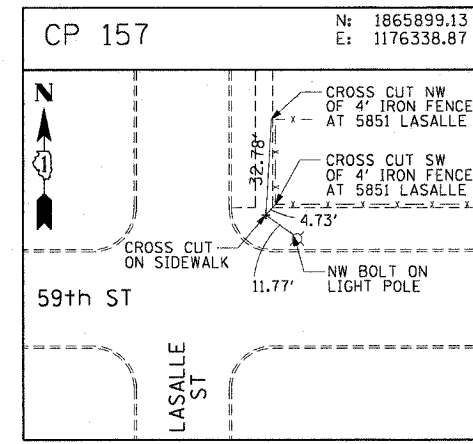 CP 157
N: 1865899.13
E: 1176338.87
N
CROSS CUT NW
OF 4' IRON FENCE
AT 5851 LASALLE
32.78'
CROSS CUT SW
OF 4' IRON FENCE
AT 5851 LASALLE
4.73'
CROSS CUT
ON SIDEWALK
NW BOLT ON
LIGHT POLE
11.77'
59th ST
LASALLE
ST